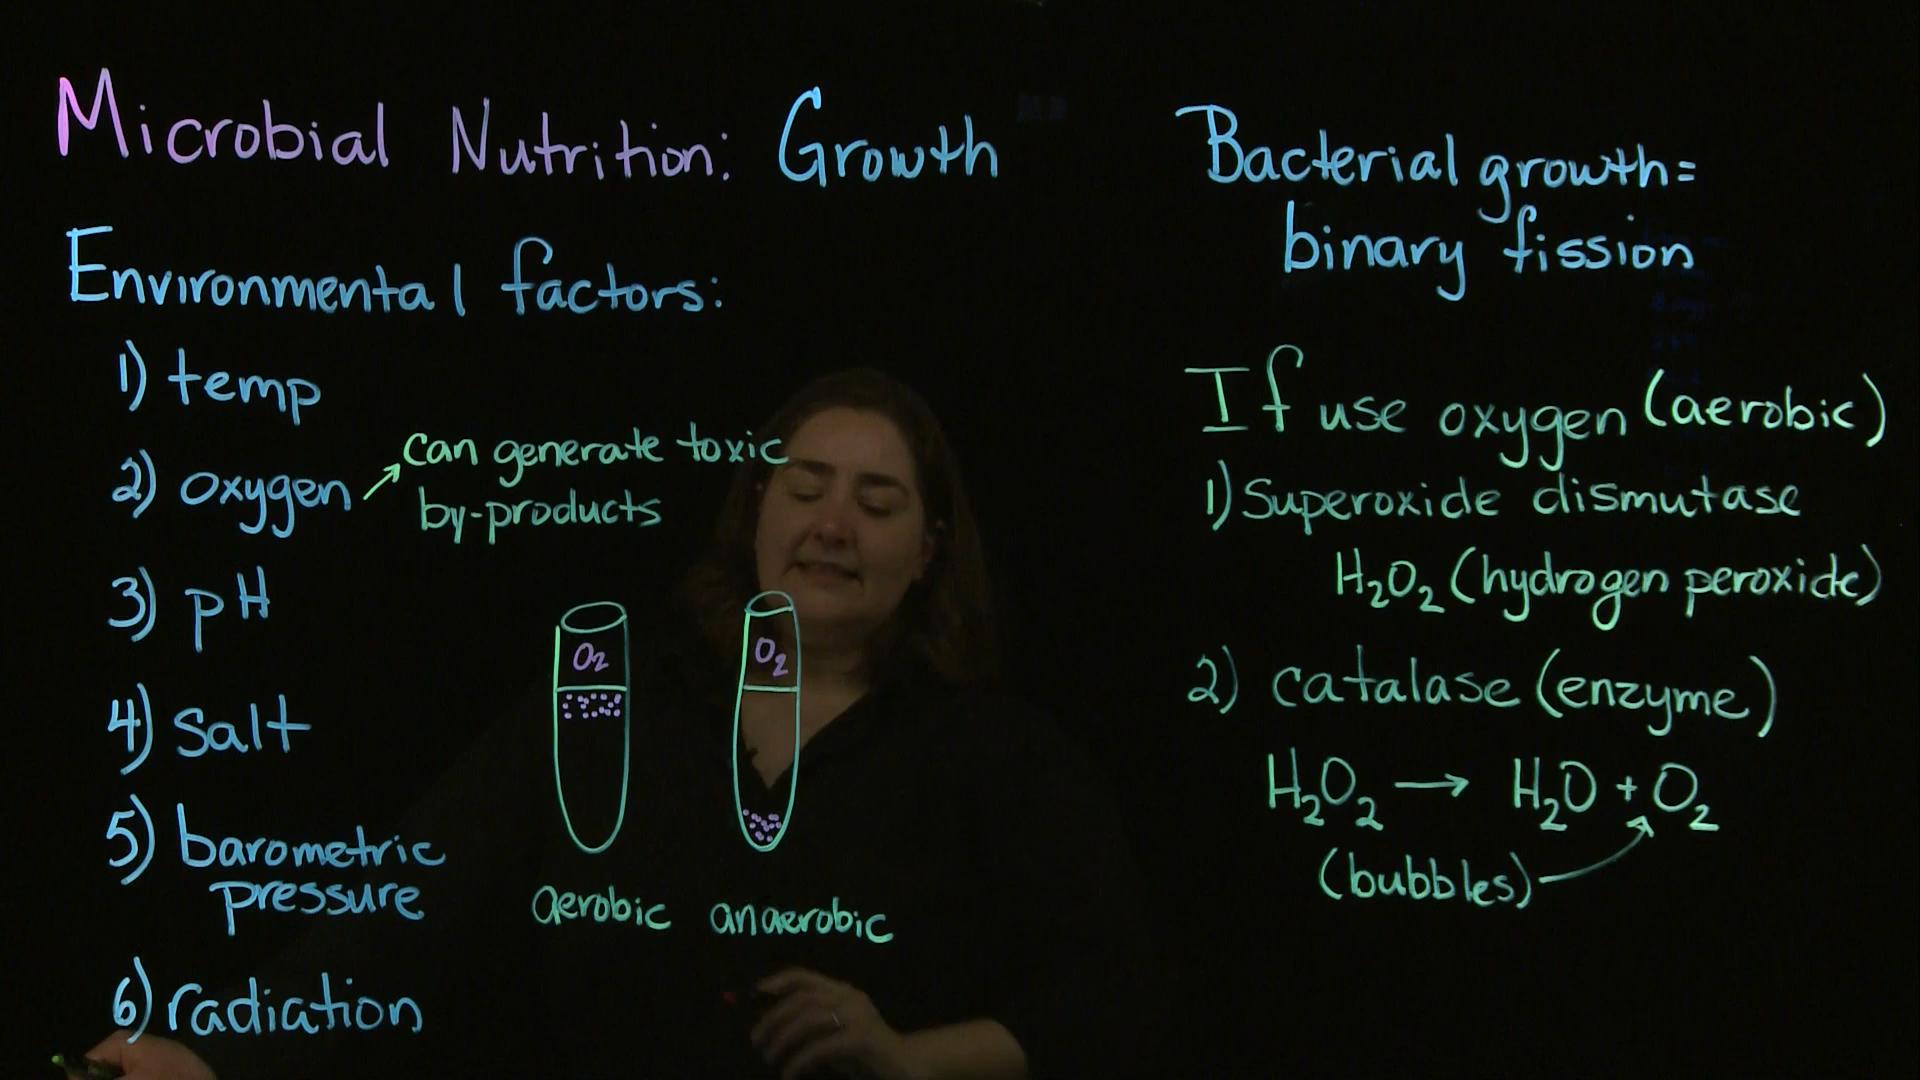 Microbial Nutrition: Growth
Environmental factors:
1) temp
2) oxygen
can generate toxic
by-products
3) pH
4) salt
5) barometric
pressure
6) radiation
O2
O2
aerobic
anaerobic
Bacterial growth=
binary fission
If use oxygen (aerobic)
1) Superoxide dismutase
H2O2 (hydrogen peroxide)
2) catalase (enzyme)
H2O2 → H2O + O2
(bubbles)